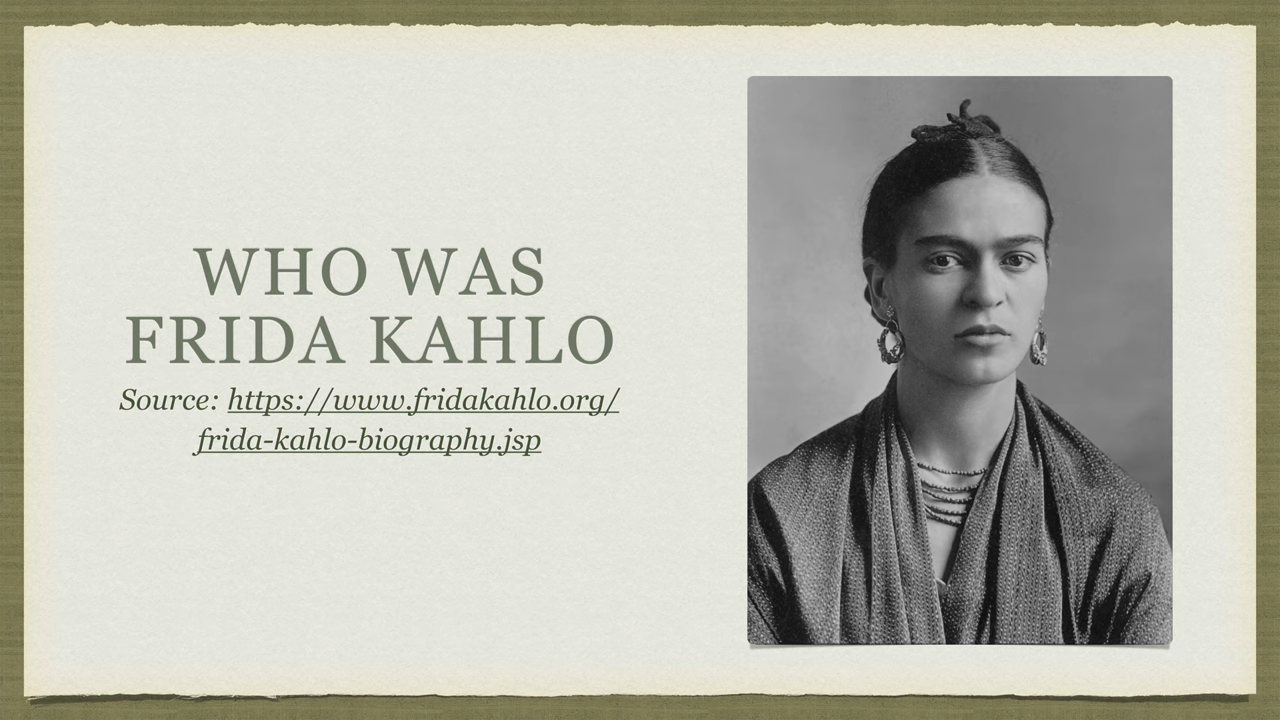 WHO WAS
FRIDA KAHLO
Source: https://www.fridakahlo.org/
frida-kahlo-biography.jsp